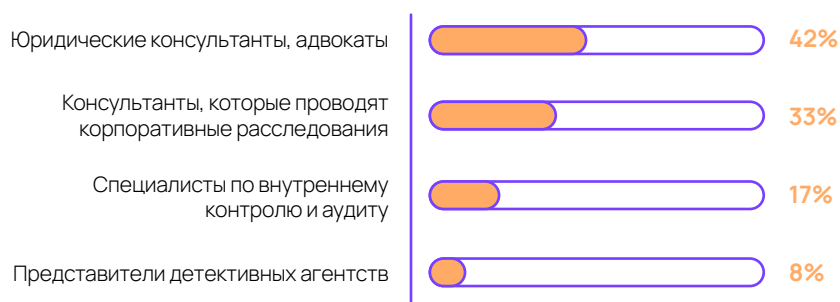 Юридические консультанты, адвокаты
42%
Консультанты, которые проводят
корпоративные расследования
33%
Специалисты по внутреннему
контролю и аудиту
17%
Представители детективных агентств
8%